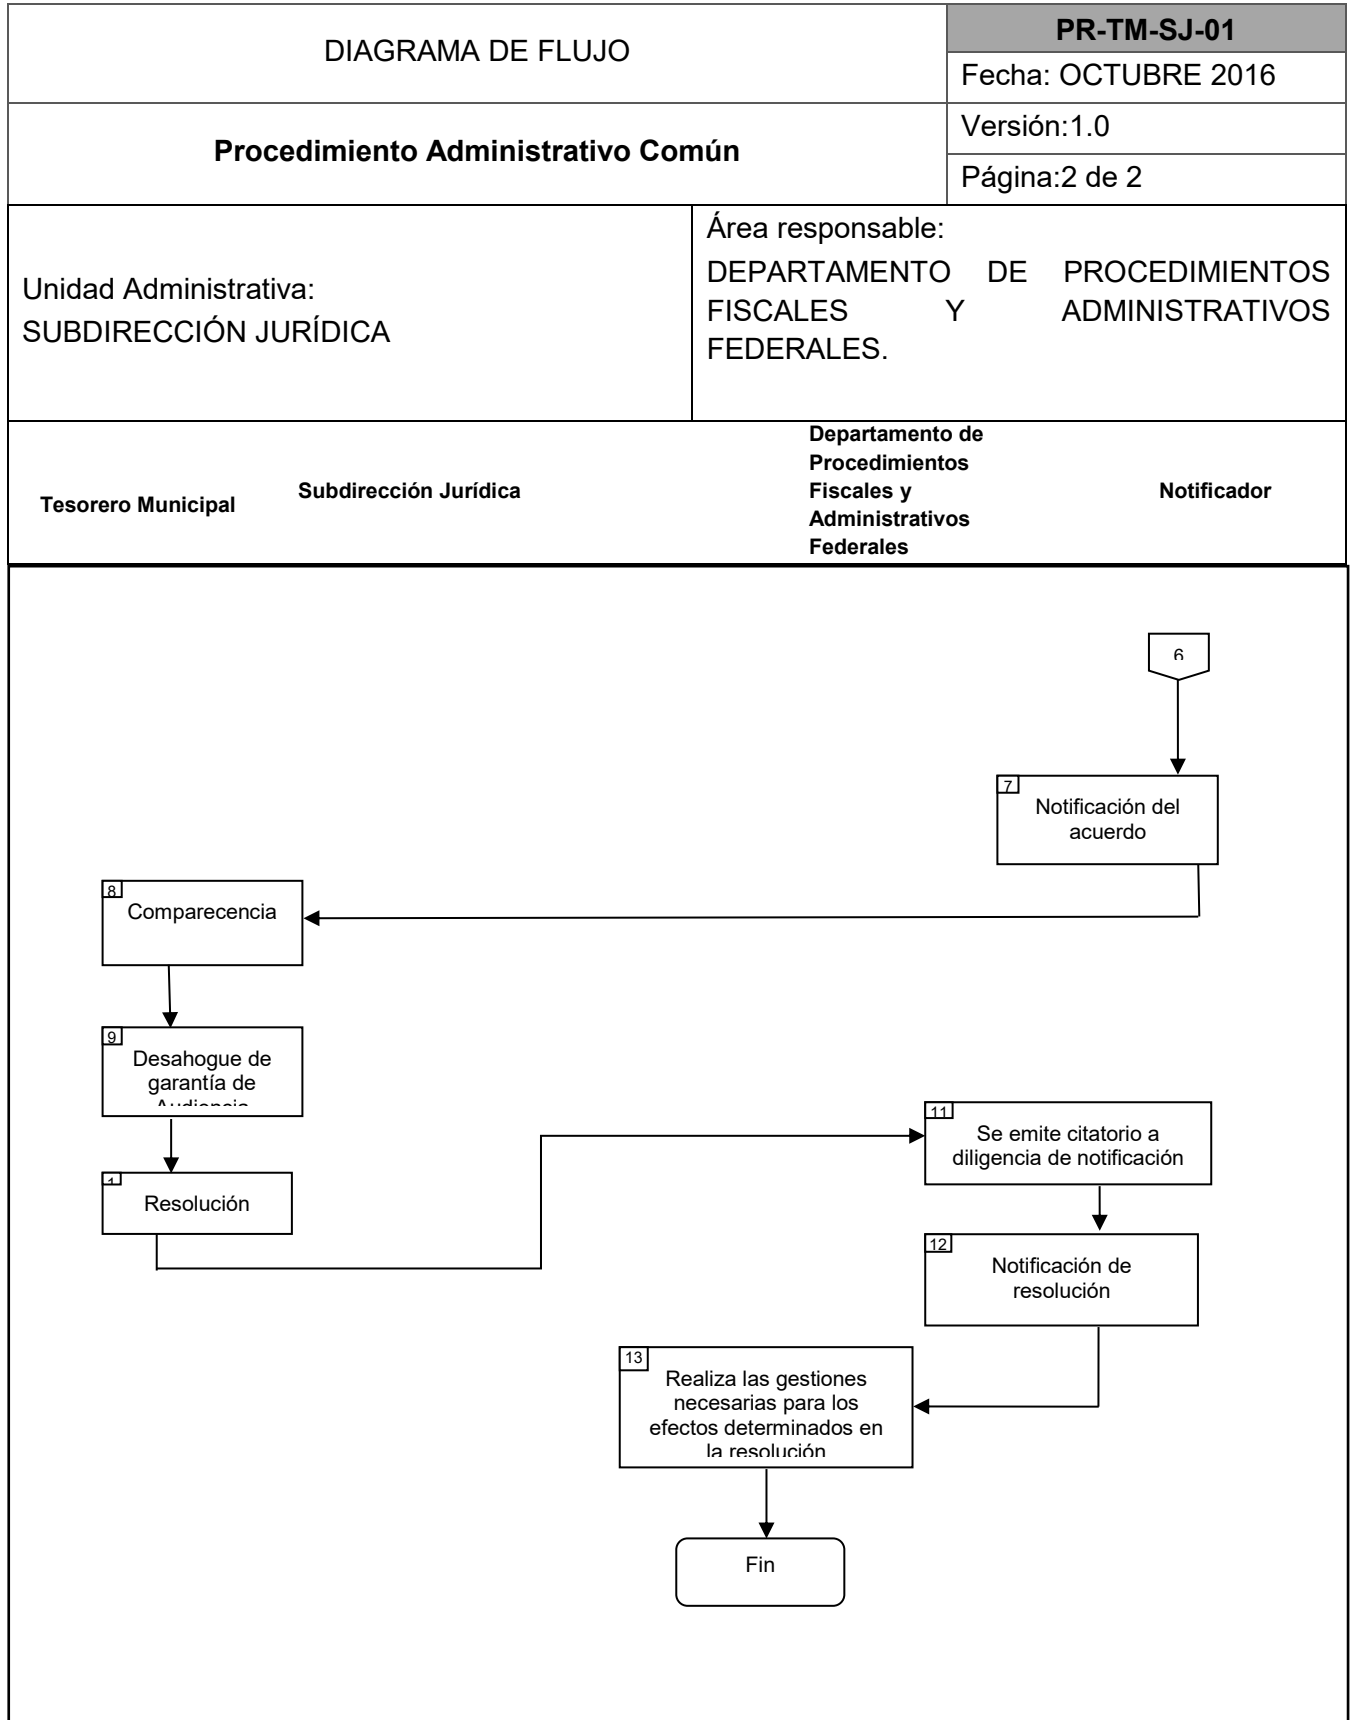 DIAGRAMA DE FLUJO
PR-TM-SJ-01
Fecha: OCTUBRE 2016
Procedimiento Administrativo Común
Versión:1.0
Página:2 de 2
Unidad Administrativa:
SUBDIRECCIÓN JURÍDICA
Área responsable:
DEPARTAMENTO DE PROCEDIMIENTOS
FISCALES Y ADMINISTRATIVOS
FEDERALES.
Tesorero Municipal
Subdirección Jurídica
Departamento de
Procedimientos
Fiscales y
Administrativos
Federales
Notificador
6
7
Notificación del
acuerdo
8
Comparecencia
9
Desahogue de
garantía de
Audiencia
1
Resolución
11
Se emite citatorio a
diligencia de notificación
12
Notificación de
resolución
13
Realiza las gestiones
necesarias para los
efectos determinados en
la resolución
Fin